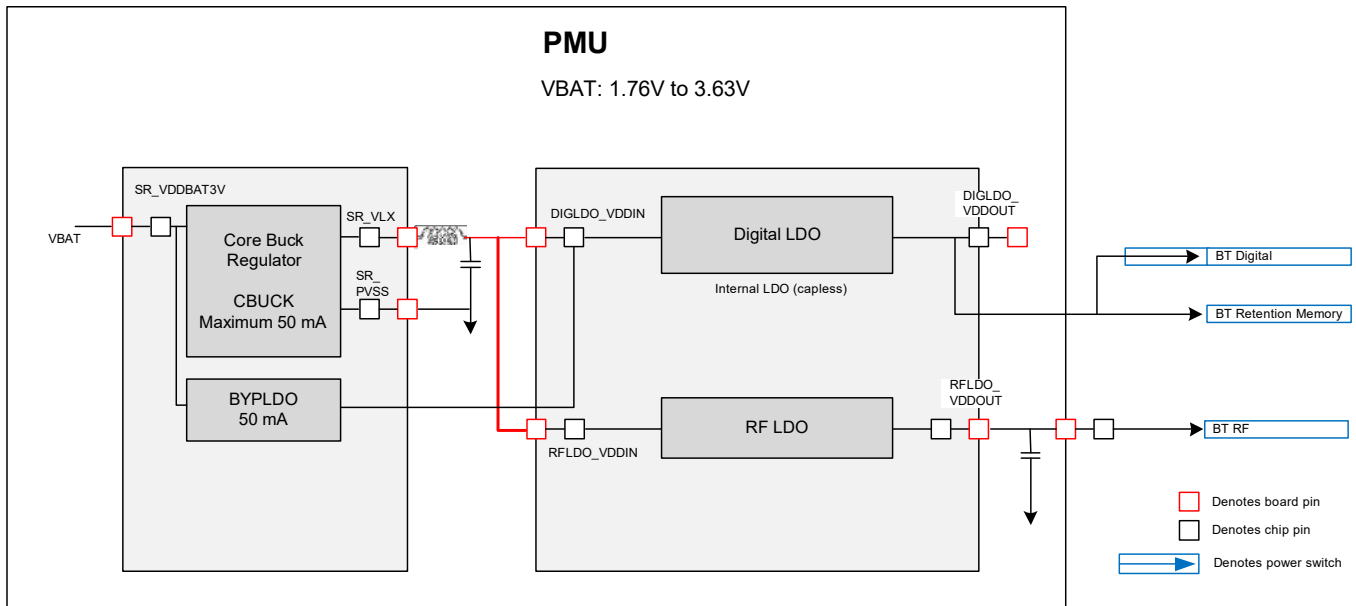 PMU
VBAT: 1.76V to 3.63V
SR_VDDBAT3V
VBAT
Core Buck
Regulator
CBUCK
Maximum 50 mA
SR_VLX
SR_
PVSS
BYPLDO
50 mA
DIGLDO_VDDIN
Digital LDO
Internal LDO (capless)
DIGLDO_
VDDOUT
BT Digital
BT Retention Memory
RFLDO_VDDIN
RF LDO
RFLDO_
VDDOUT
BT RF
Denotes board pin
Denotes chip pin
Denotes power switch